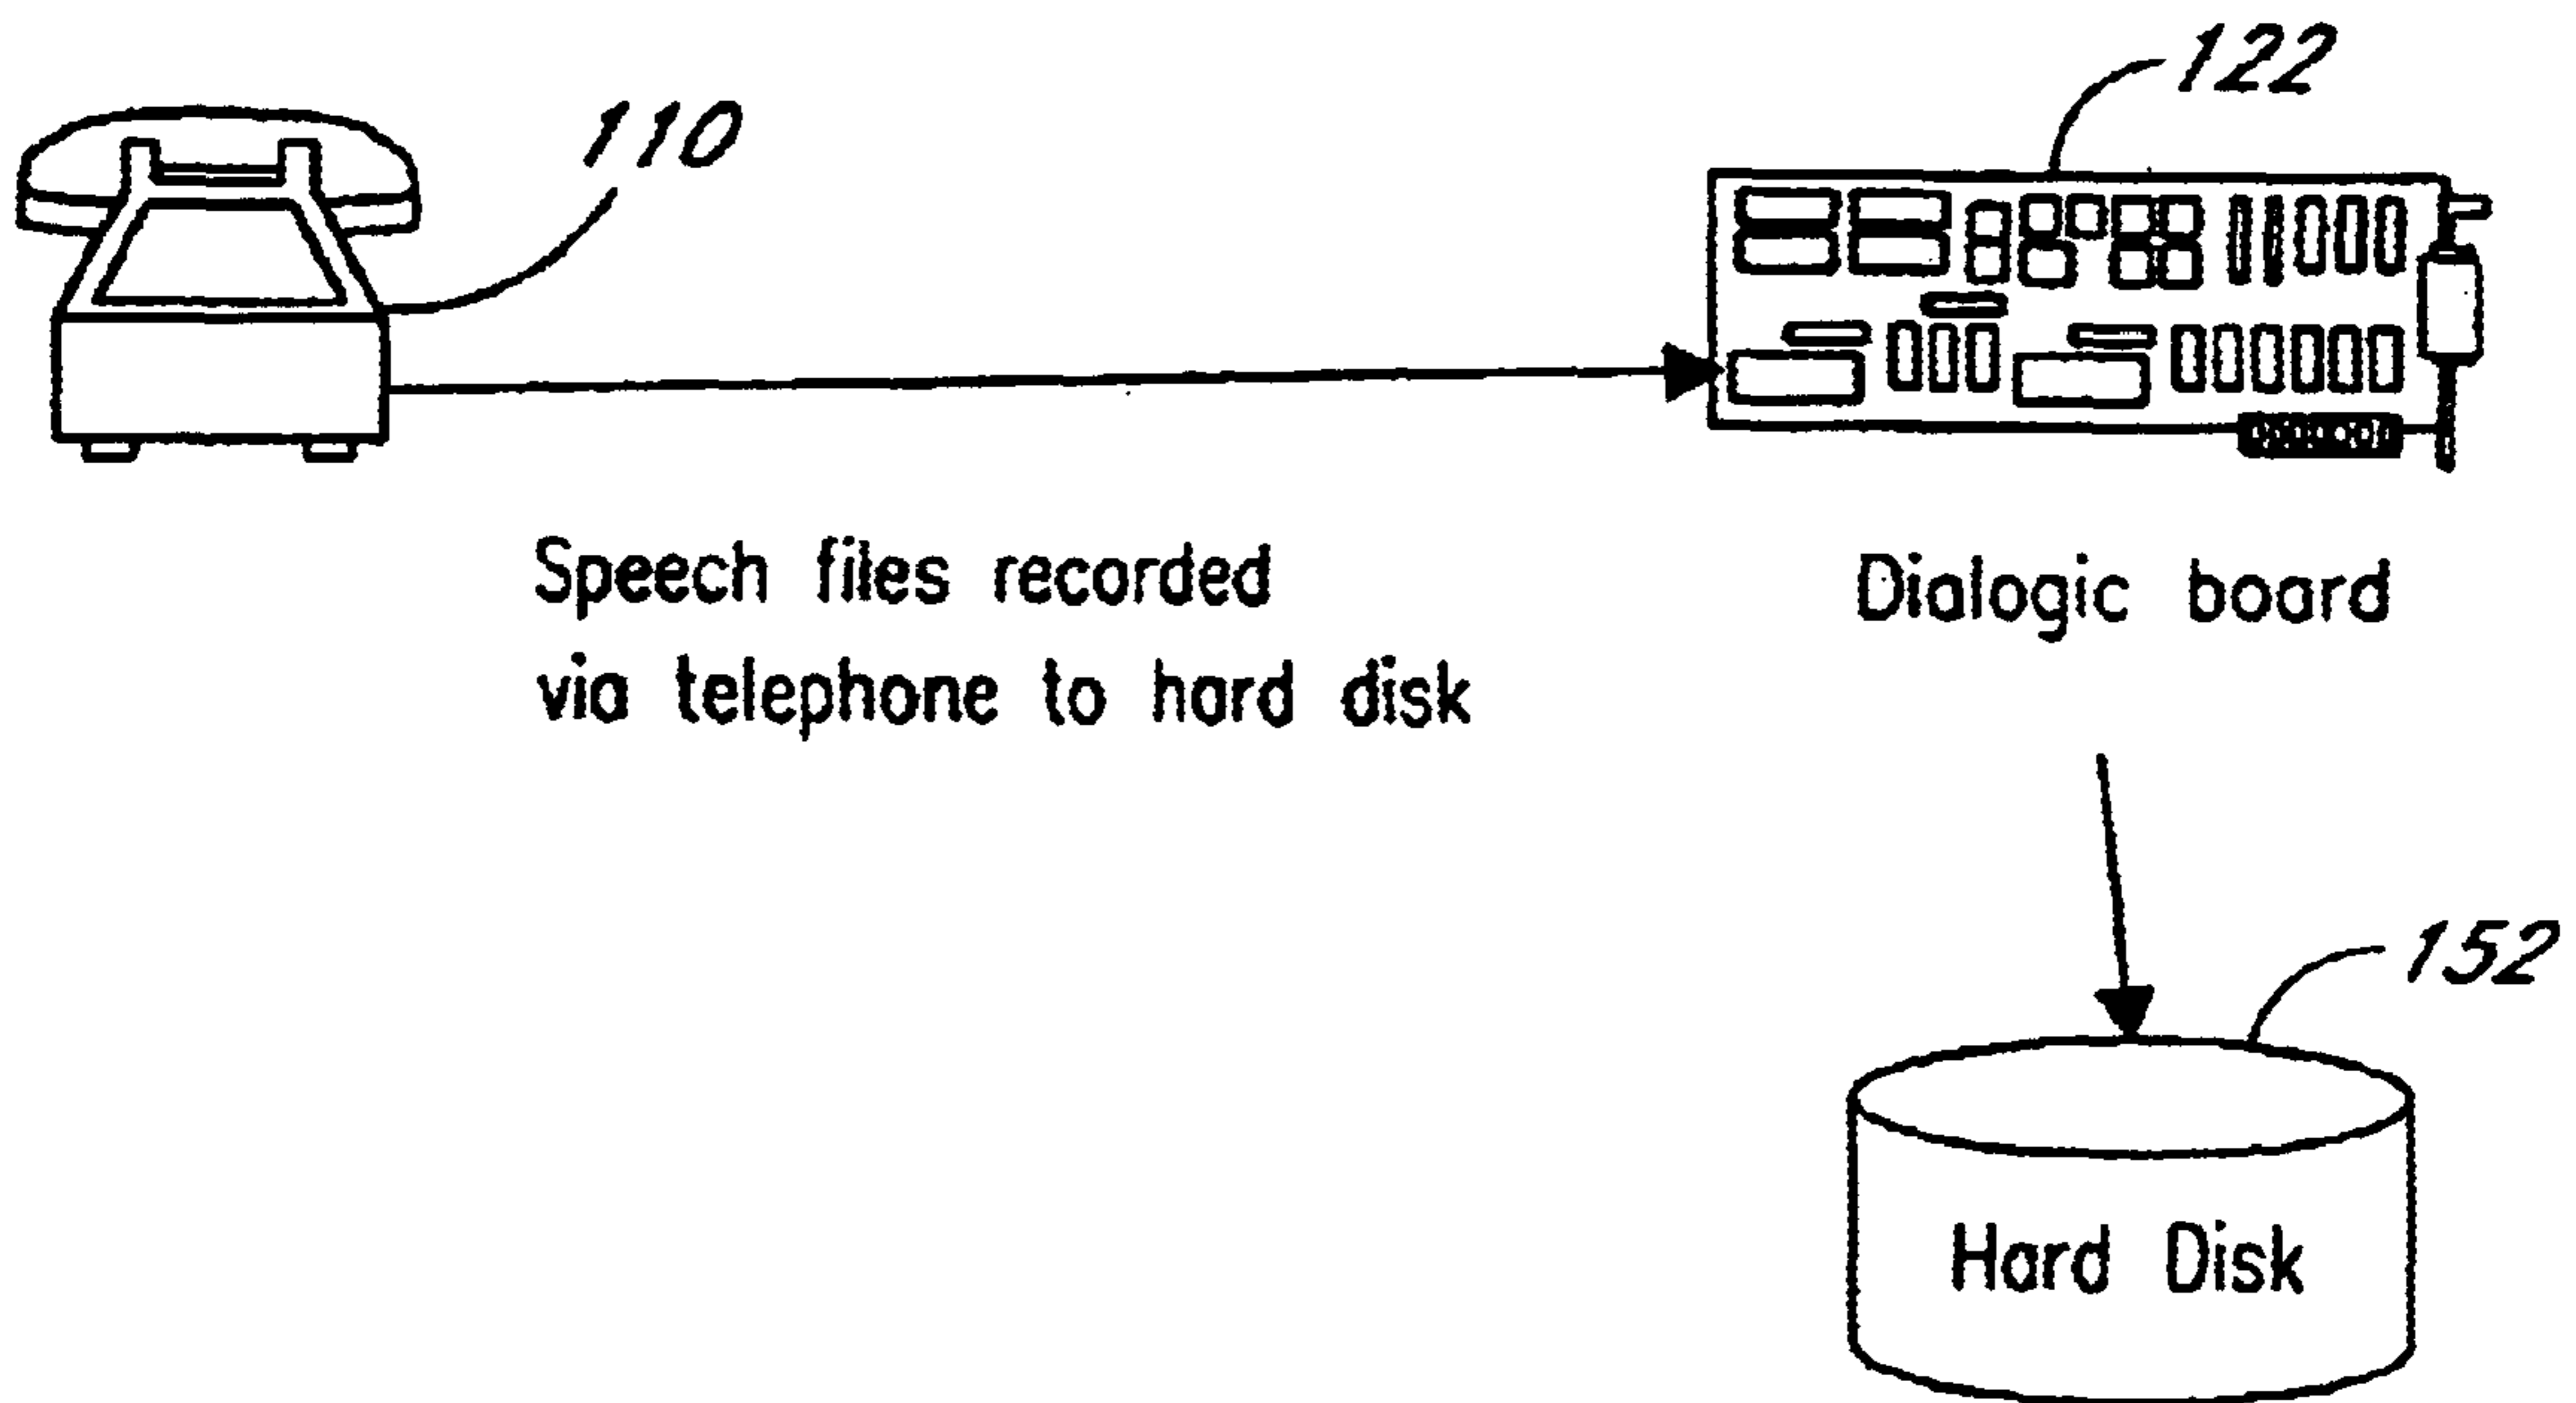 122
110
Speech files recorded
via telephone to hard disk
Dialogic board
152
Hard Disk